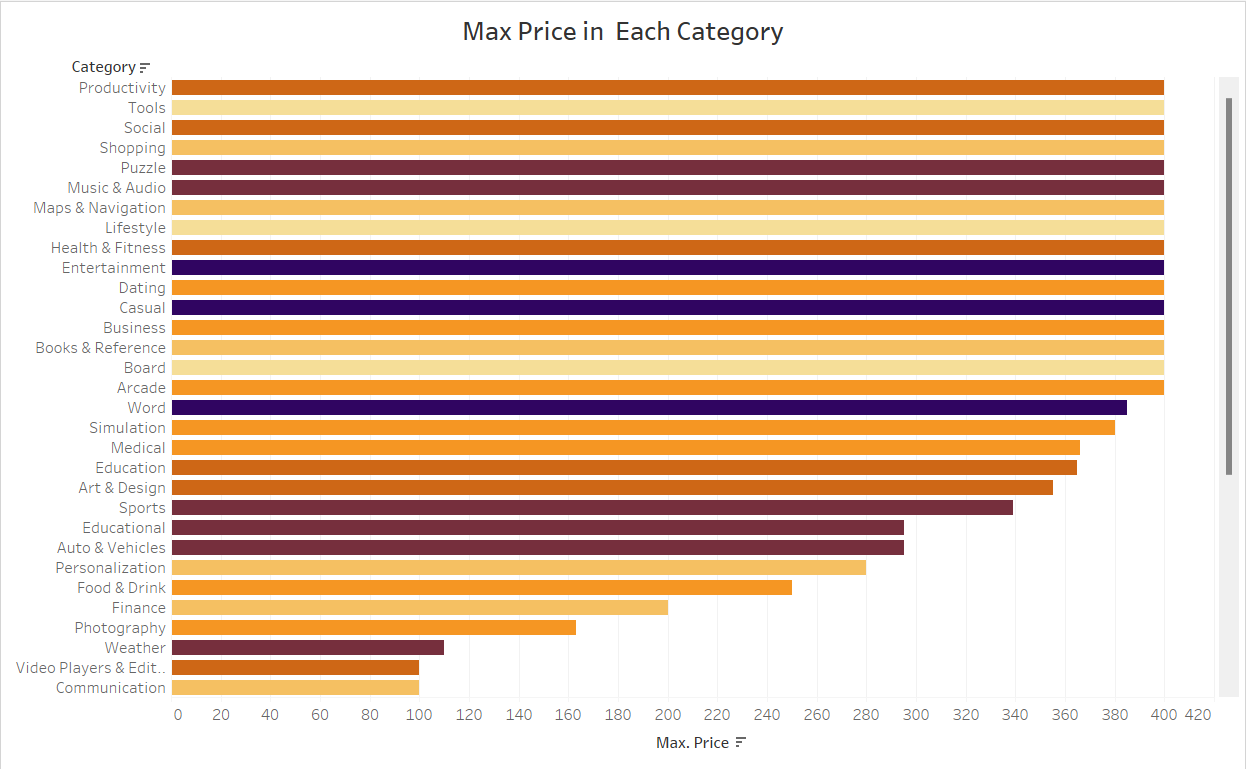 Max Price in  Each Category
Category
Productivity
Tools
Social
Shopping
Puzzle
Music & Audio
Maps & Navigation
Lifestyle
Health & Fitness
Entertainment
Dating
Casual
Business
Books & Reference
Board
Arcade
Word
Simulation
Medical
Education
Art & Design
Sports
Educational
Auto & Vehicles
Personalization
Food & Drink
Finance
Photography
Weather
Video Players & Edit..
Communication
0 20 40 60 80 100 120 140 160 180 200 220 240 260 280 300 320 340 360 380 400 420
Max. Price